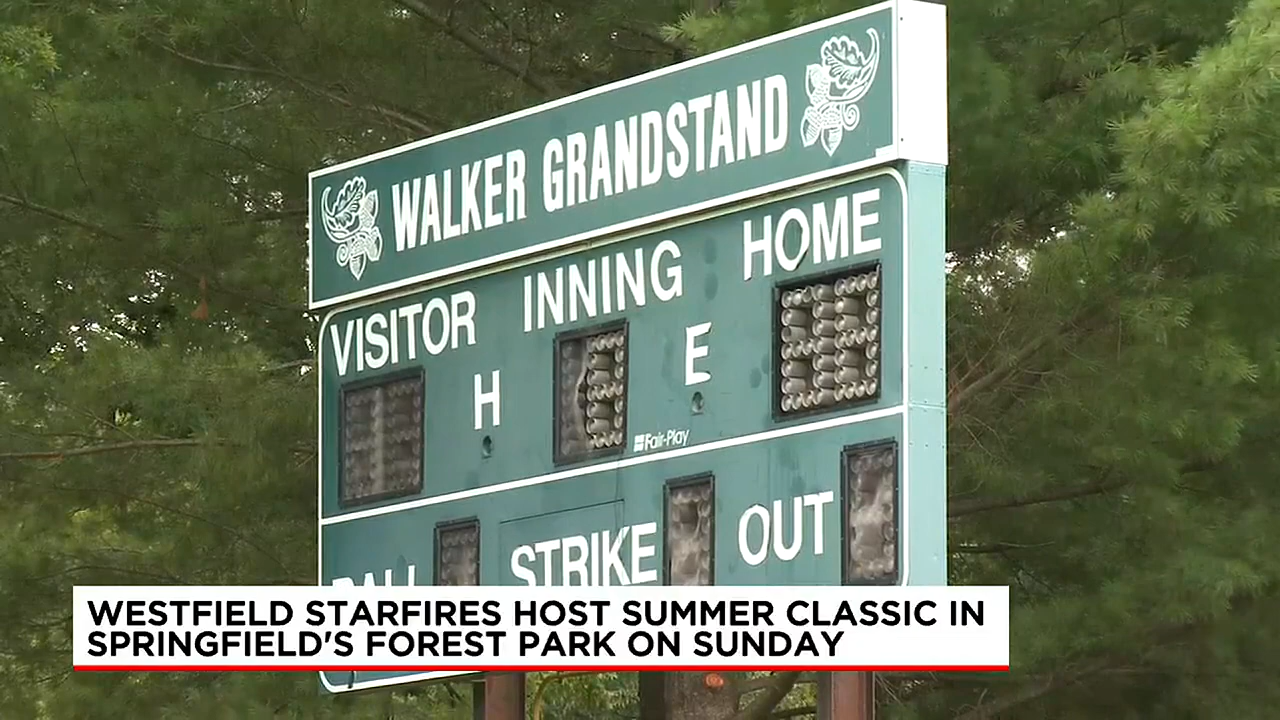 WALKER GRANDSTAND
VISITOR INNING HOME
H E
Fair-Play
BALL STRIKE OUT
WESTFIELD STARFIRES HOST SUMMER CLASSIC IN
SPRINGFIELD'S FOREST PARK ON SUNDAY